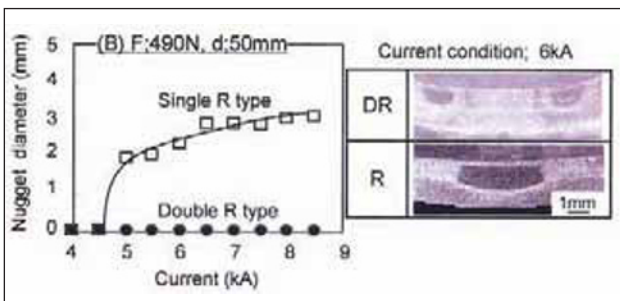 (B) F;490N, d;50mm
Nugget diameter (mm)
5
4
3
2
1
0
Single R type
Double R type
4 5 6 7 8 9
Current (kA)
Current condition; 6kA
DR
R
1mm